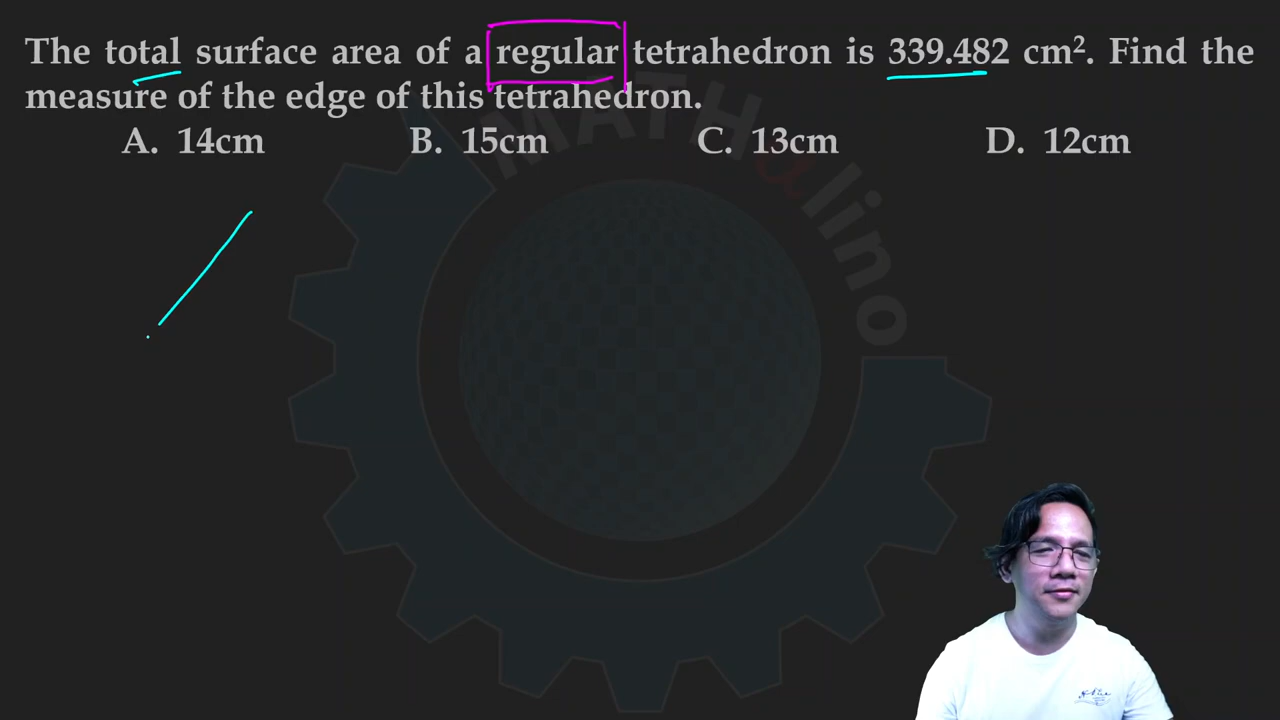 The total surface area of a regular tetrahedron is 339.482 cm². Find the
measure of the edge of this tetrahedron.
A. 14cm B. 15cm C. 13cm D. 12cm
MATHalino